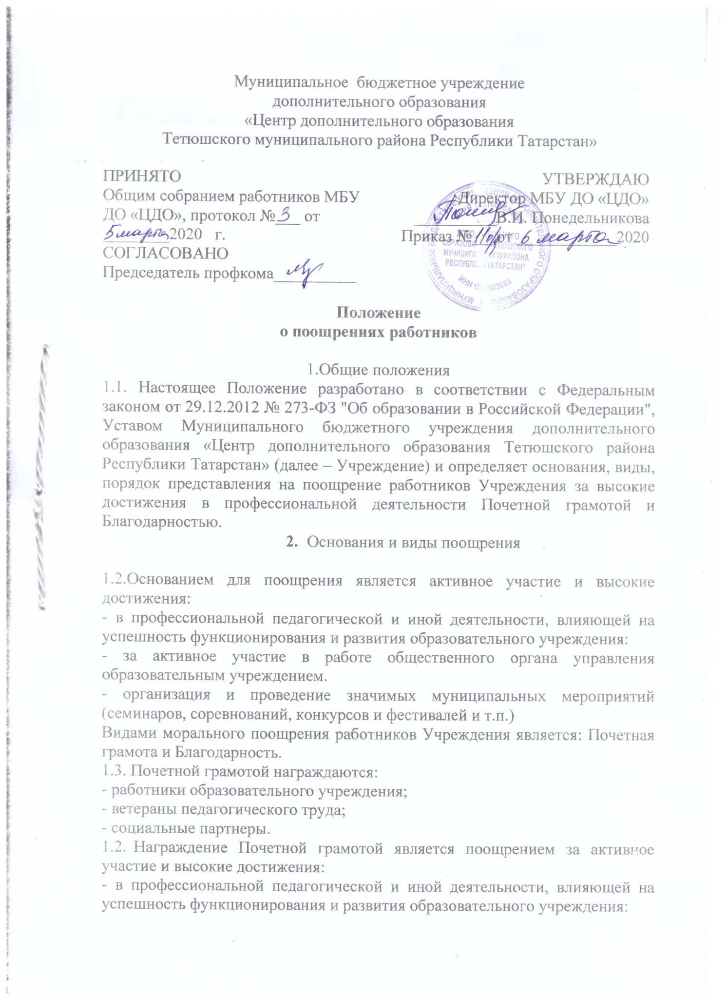 Муниципальное бюджетное учреждение
дополнительного образования
«Центр дополнительного образования
Тетюшского муниципального района Республики Татарстан»
ПРИНЯТО
Общим собранием работников МБУ
ДО «ЦДО», протокол № 3 от
5 марта 2020 г.
СОГЛАСОВАНО
Председатель профкома__________
УТВЕРЖДАЮ
Директор МБУ ДО «ЦДО»
__________В.И. Понедельникова
Приказ № от 6 марта 2020
ОБРАЗОВАНИЯ ТЕТЮШСКОГО
МУНИЦИПАЛЬНОГО РАЙОНА
РЕСПУБЛИКИ ТАТАРСТАН"
Положение
о поощрениях работников
1.Общие положения
1.1. Настоящее Положение разработано в соответствии с Федеральным
законом от 29.12.2012 № 273-ФЗ "Об образовании в Российской Федерации",
Уставом Муниципального бюджетного учреждения дополнительного
образования «Центр дополнительного образования Тетюшского района
Республики Татарстан» (далее – Учреждение) и определяет основания, виды,
порядок представления на поощрение работников Учреждения за высокие
достижения в профессиональной деятельности Почетной грамотой и
Благодарностью.
2. Основания и виды поощрения
1.2.Основанием для поощрения является активное участие и высокие
достижения:
- в профессиональной педагогической и иной деятельности, влияющей на
успешность функционирования и развития образовательного учреждения:
- за активное участие в работе общественного органа управления
образовательным учреждением.
- организация и проведение значимых муниципальных мероприятий
(семинаров, соревнований, конкурсов и фестивалей и т.п.)
Видами морального поощрения работников Учреждения является: Почетная
грамота и Благодарность.
1.3. Почетной грамотой награждаются:
- работники образовательного учреждения;
- ветераны педагогического труда;
- социальные партнеры.
1.2. Награждение Почетной грамотой является поощрением за активное
участие и высокие достижения:
- в профессиональной педагогической и иной деятельности, влияющей на
успешность функционирования и развития образовательного учреждения: